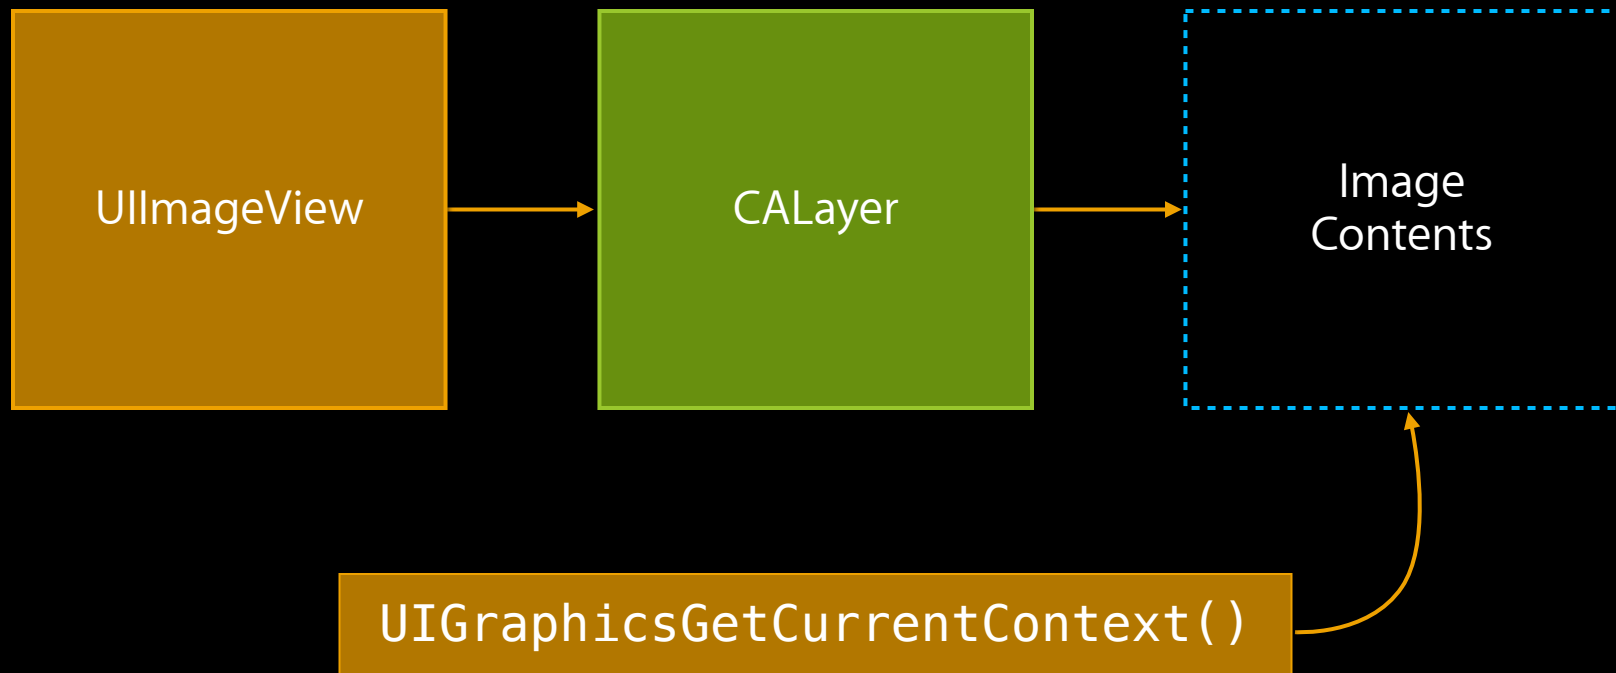 UIImageView
CALayer
Image
Contents
UIGraphicsGetCurrentContext()